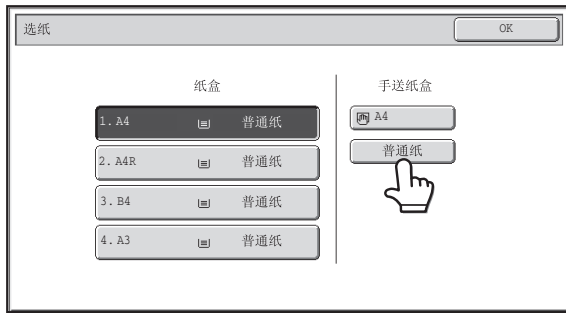 选纸 OK
纸盒 手送纸盒
1. A4 普通纸 A4
2. A4R 普通纸 普通纸
3. B4 普通纸
4. A3 普通纸